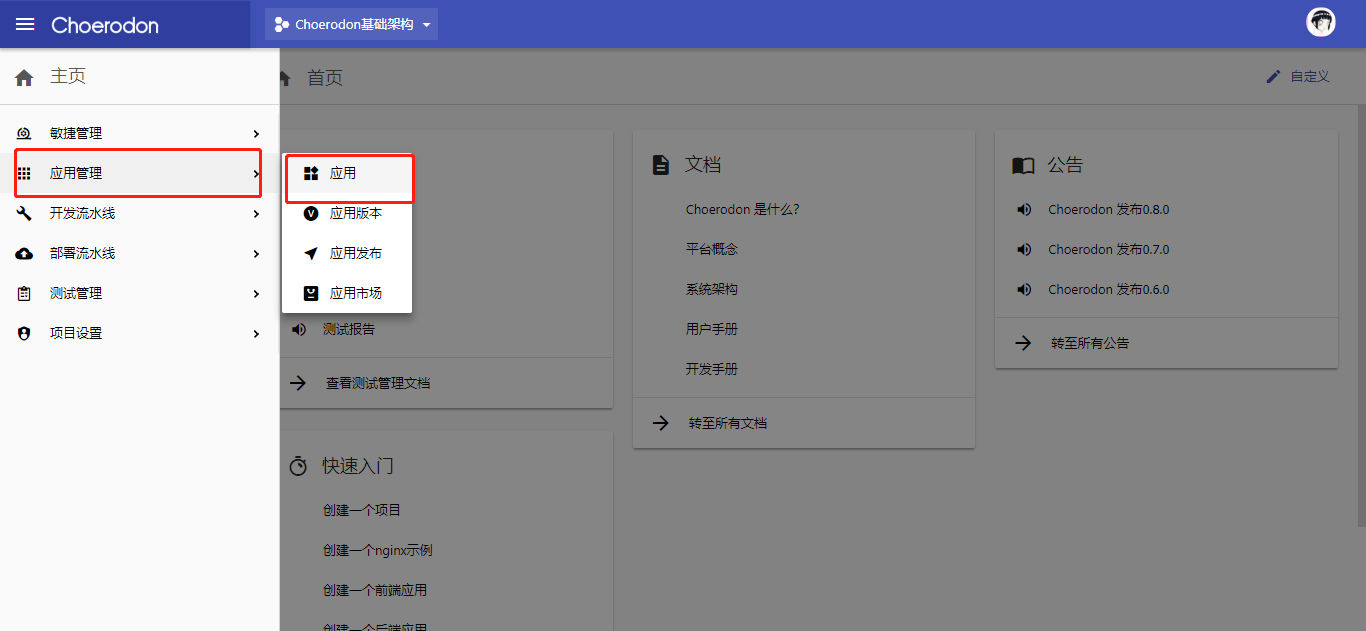 Choerodon
Choerodon基础架构
主页
敏捷管理
应用管理
开发流水线
部署流水线
测试管理
项目设置
应用
应用版本
应用发布
应用市场
首页
自定义
测试报告
查看测试管理文档
快速入门
创建一个项目
创建一个nginx示例
创建一个前端应用
创建一个后端应用
文档
Choerodon 是什么?
平台概念
系统架构
用户手册
开发手册
转至所有文档
公告
Choerodon 发布0.8.0
Choerodon 发布0.7.0
Choerodon 发布0.6.0
转至所有公告